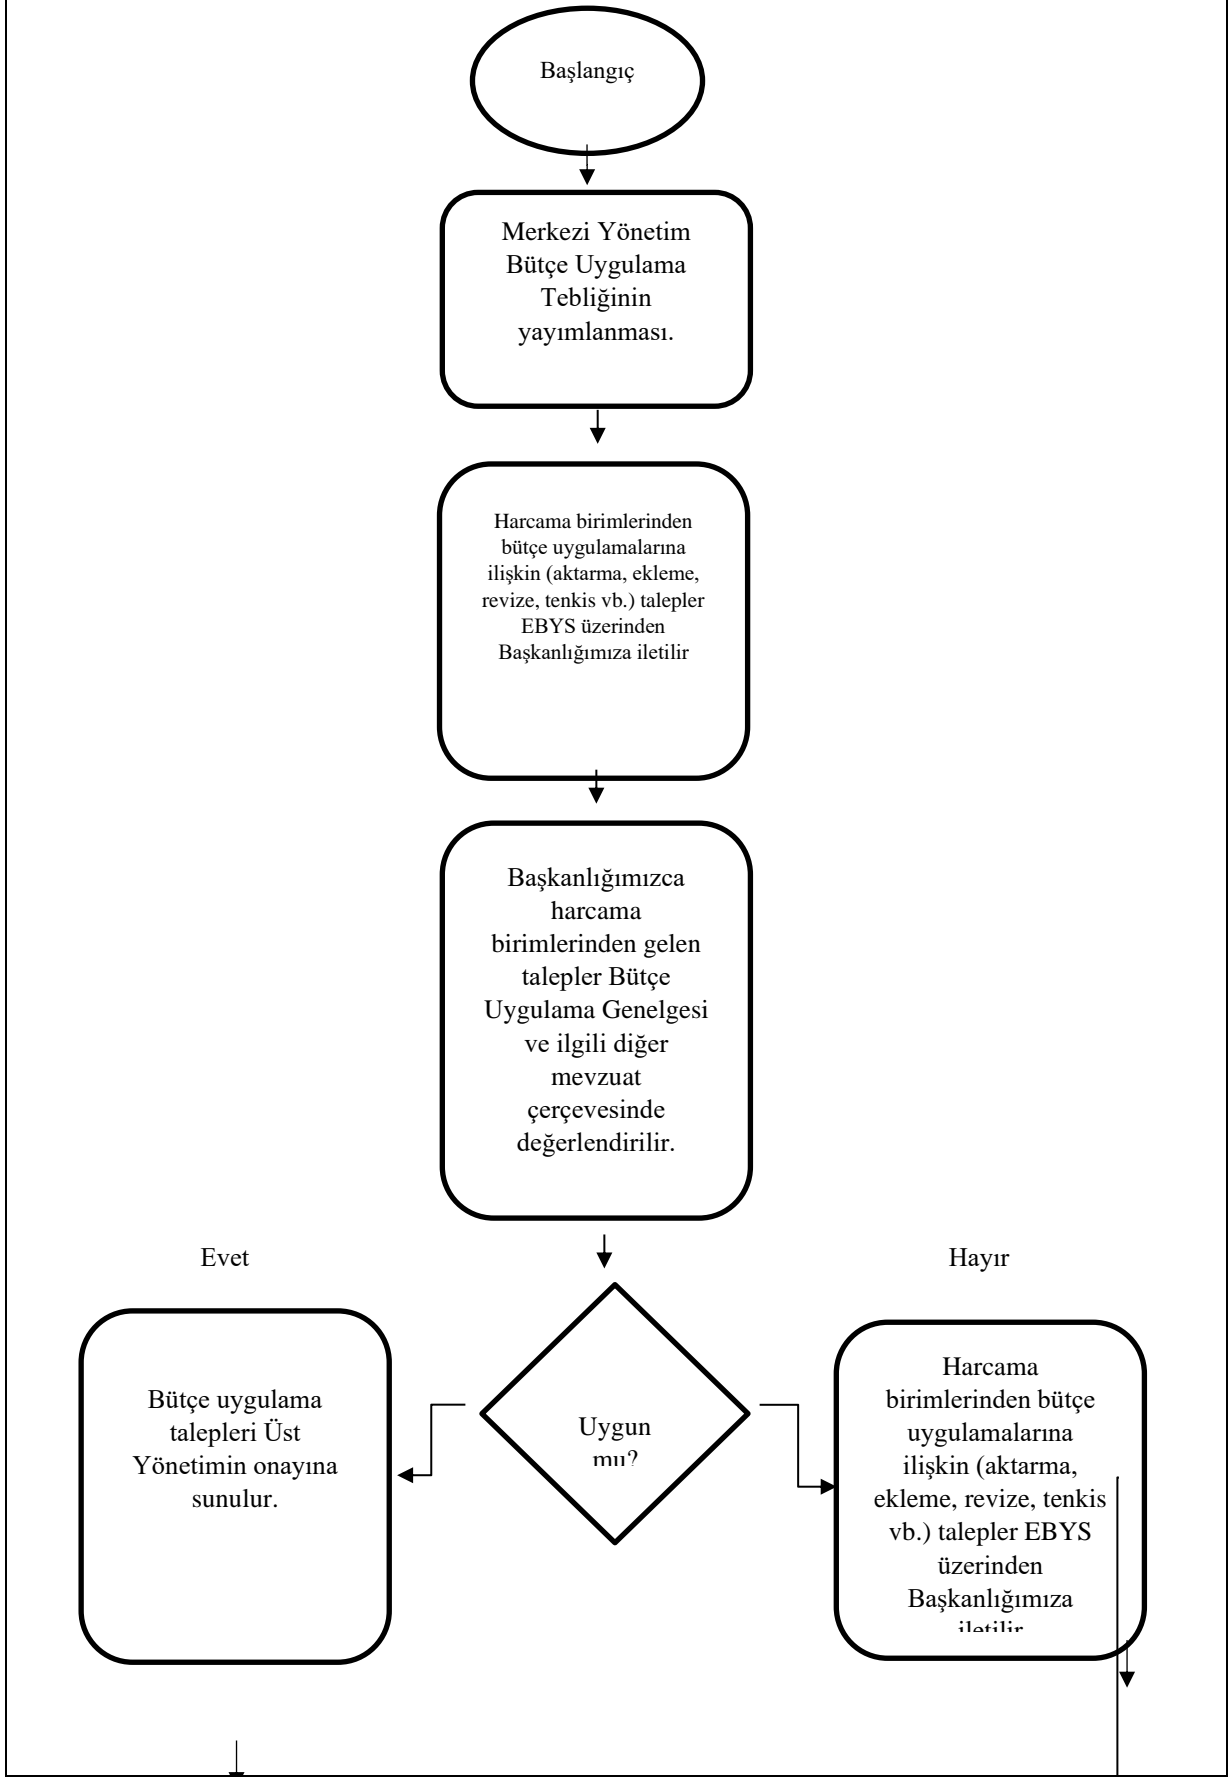 Başlangıç
Merkezi Yönetim
Bütçe Uygulama
Tebliğinin
yayımlanması.
Harcama birimlerinden
bütçe uygulamalarına
ilişkin (aktarma, ekleme,
revize, tenkis vb.) talepler
EBYS üzerinden
Başkanlığımıza iletilir
Başkanlığımızca
harcama
birimlerinden gelen
talepler Bütçe
Uygulama Genelgesi
ve ilgili diğer
mevzuat
çerçevesinde
değerlendirilir.
Evet
Hayır
Bütçe uygulama
talepleri Üst
Yönetimin onayına
sunulur.
Uygun
mu?
Harcama
birimlerinden bütçe
uygulamalarına
ilişkin (aktarma,
ekleme, revize, tenkis
vb.) talepler EBYS
üzerinden
Başkanlığımıza
iletilir